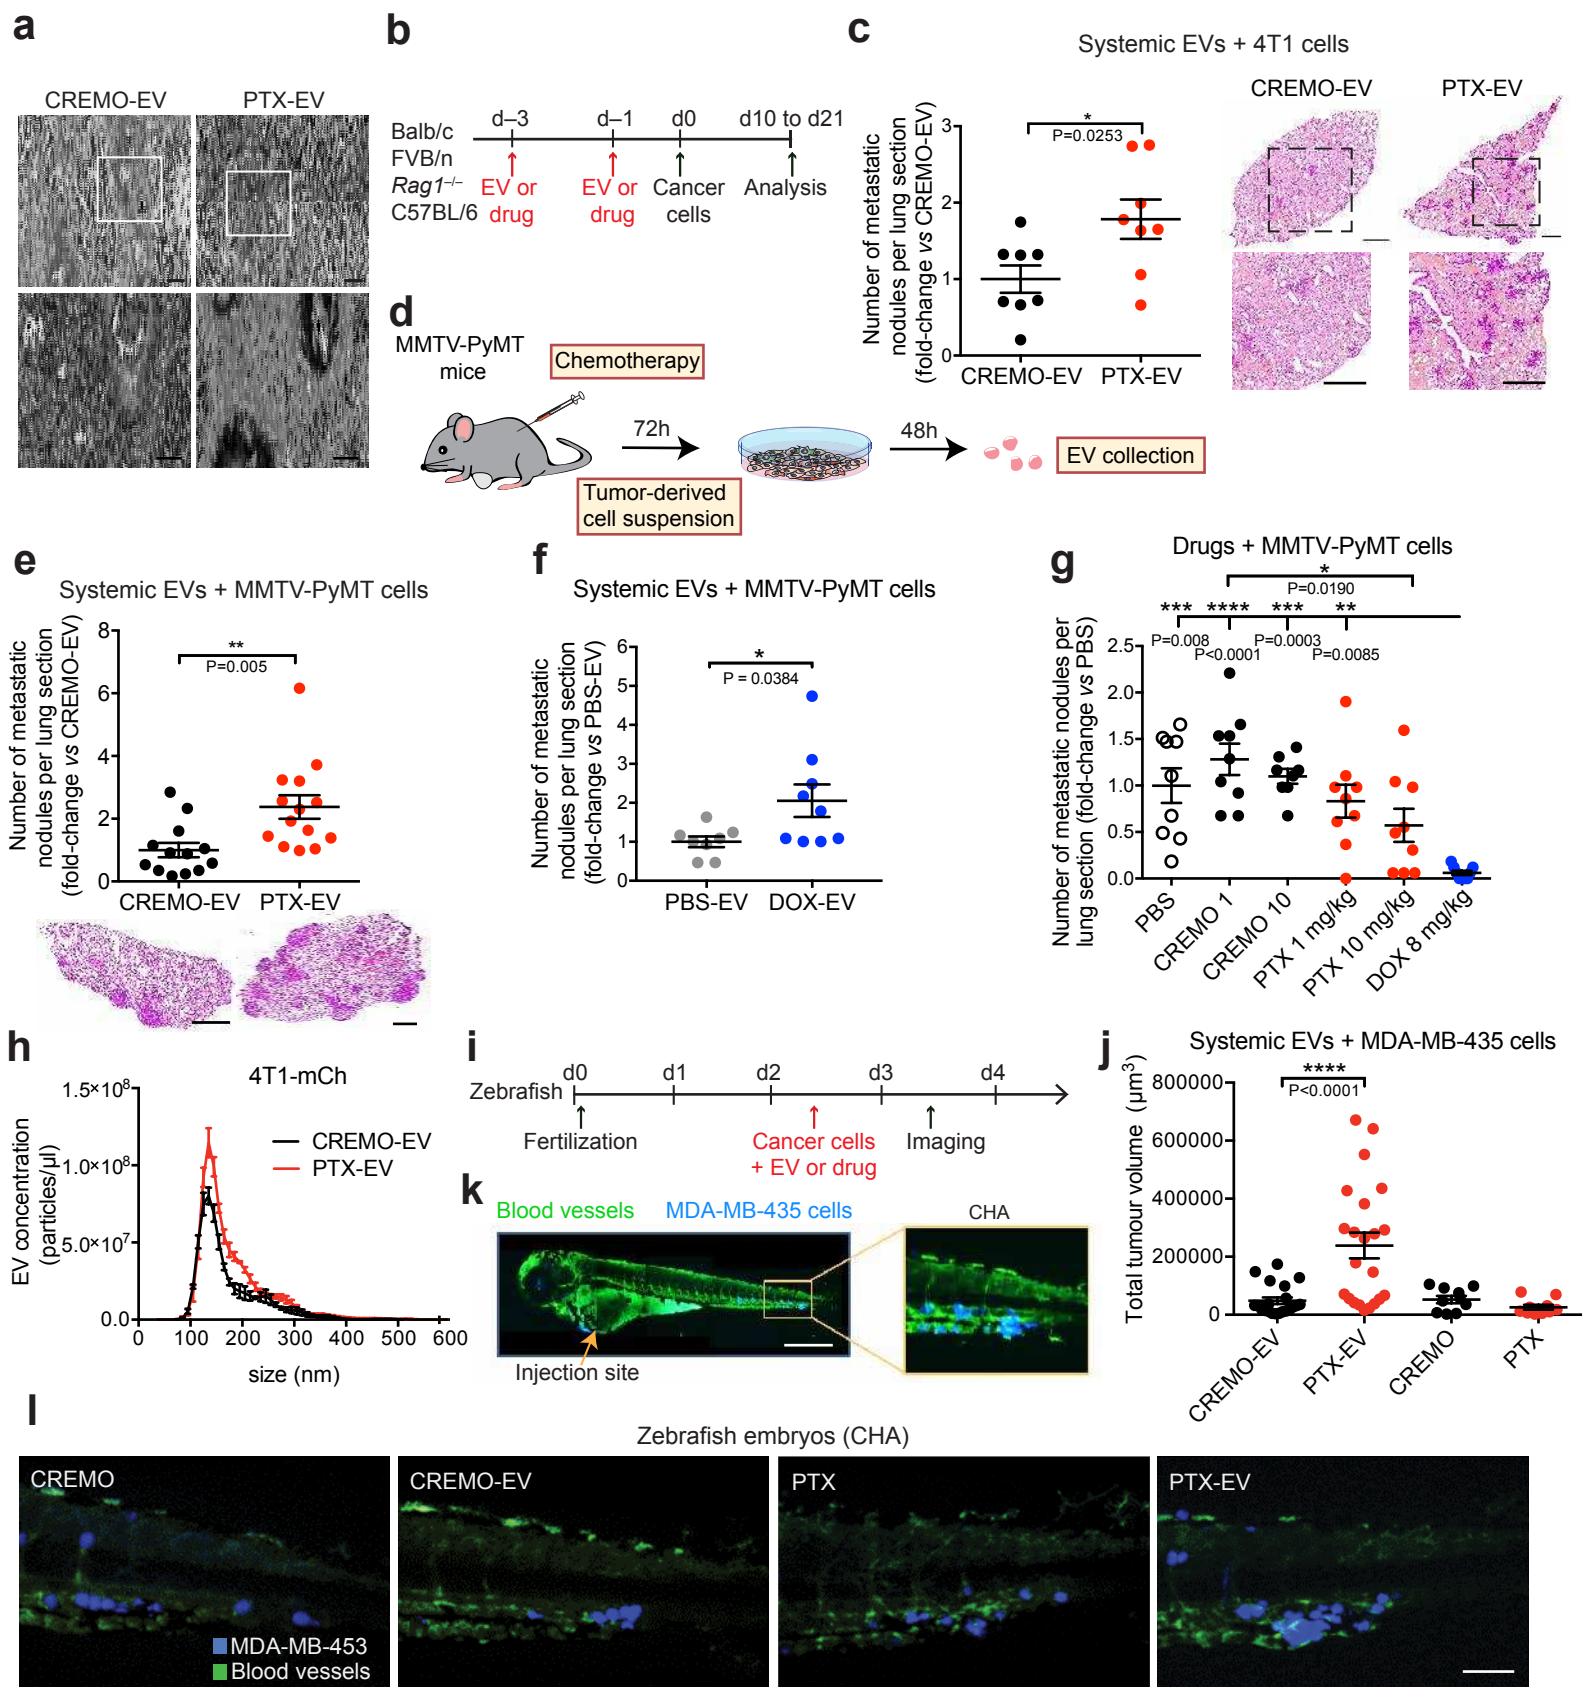 a
CREMO-EV
PTX-EV
b
Balb/c
FVB/n
Rag1–/–
C57BL/6
d–3
d–1
d0
d10 to d21
EV or
drug
EV or
drug
Cancer
cells
Analysis
c
Systemic EVs + 4T1 cells
Number of metastatic
nodules per lung section
(fold-change vs CREMO-EV)
3
2
1
0
*
P=0.0253
CREMO-EV
PTX-EV
CREMO-EV
PTX-EV
d
MMTV-PyMT
mice
Chemotherapy
72h
Tumor-derived
cell suspension
48h
EV collection
e
Systemic EVs + MMTV-PyMT cells
Number of metastatic
nodules per lung section
(fold-change vs CREMO-EV)
8
6
4
2
0
**
P=0.005
CREMO-EV
PTX-EV
f
Systemic EVs + MMTV-PyMT cells
Number of metastatic
nodules per lung section
(fold-change vs PBS-EV)
6
5
4
3
2
1
0
*
P = 0.0384
PBS-EV
DOX-EV
g
Drugs + MMTV-PyMT cells
*
P=0.0190
*** **** *** **
P=0.008
P<0.0001
P=0.0003
P=0.0085
Number of metastatic nodules per
lung section (fold-change vs PBS)
2.5
2.0
1.5
1.0
0.5
0.0
PBS
CREMO 1
CREMO 10
PTX 1 mg/kg
PTX 10 mg/kg
DOX 8 mg/kg
h
4T1-mCh
EV concentration
(particles/µl)
1.5×10⁸
1.0×10⁸
5.0×10⁷
0.0
CREMO-EV
PTX-EV
0 100 200 300 400 500 600
size (nm)
i
Zebrafish
d0
d1
d2
d3
d4
Fertilization
Cancer cells
+ EV or drug
Imaging
j
Systemic EVs + MDA-MB-435 cells
Total tumour volume (µm³)
800000
600000
400000
200000
0
****
P<0.0001
CREMO-EV
PTX-EV
CREMO
PTX
k
Blood vessels
MDA-MB-435 cells
CHA
Injection site
l
Zebrafish embryos (CHA)
CREMO
CREMO-EV
PTX
PTX-EV
MDA-MB-453
Blood vessels